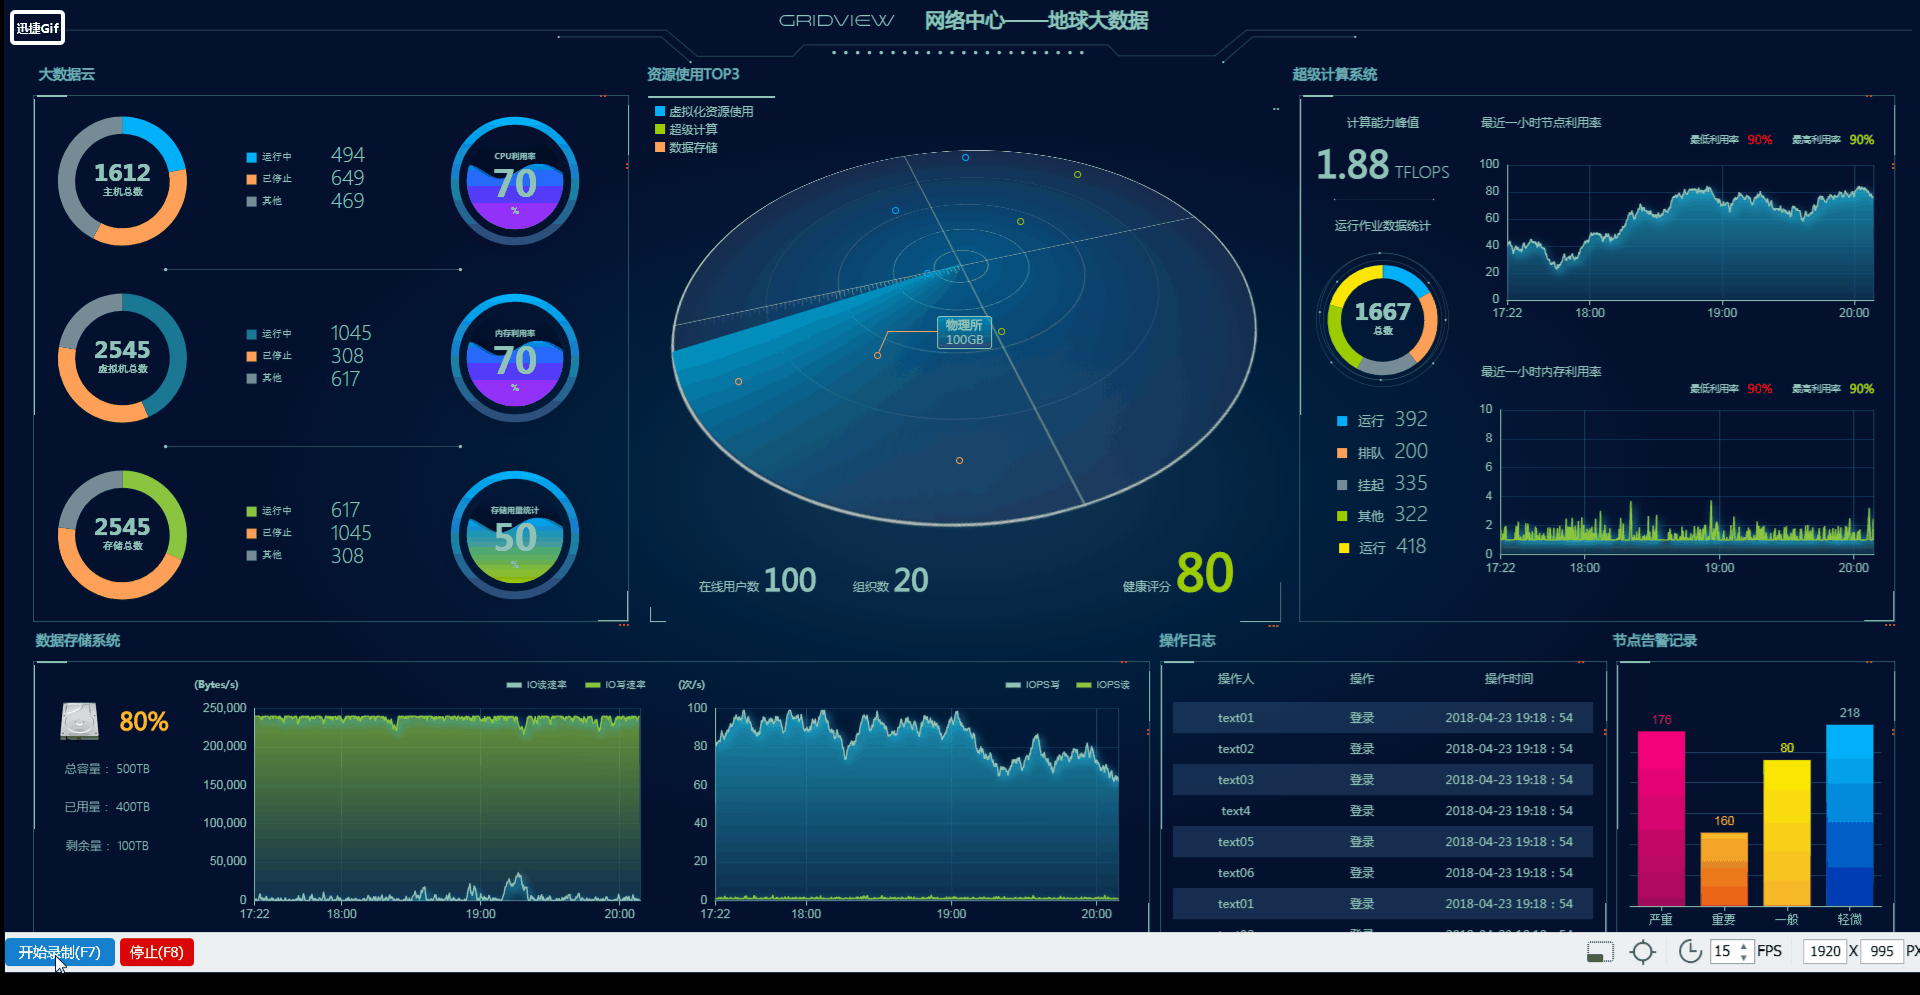 迅捷Gif
GRIDVIEW 网络中心——地球大数据
大数据云
1612
主机总数
运行中 494
已停止 649
其他 469
CPU利用率
70
%
2545
虚拟机总数
运行中 1045
已停止 308
其他 617
内存利用率
70
%
2545
存储总数
运行中 617
已停止 1045
其他 308
存储用量统计
50
%
资源使用TOP3
虚拟化资源使用
超级计算
数据存储
物理所
100GB
在线用户数 100
组织数 20
健康评分 80
超级计算系统
计算能力峰值
1.88 TFLOPS
运行作业数据统计
1667
总数
运行 392
排队 200
挂起 335
其他 322
运行 418
最近一小时节点利用率
最低利用率 90% 最高利用率 90%
100
80
60
40
20
0
17:22 18:00 19:00 20:00
最近一小时内存利用率
最低利用率 90% 最高利用率 90%
10
8
6
4
2
0
17:22 18:00 19:00 20:00
数据存储系统
80%
总容量： 500TB
已用量： 400TB
剩余量： 100TB
(Bytes/s)
IO读速率 IO写速率
250,000
200,000
150,000
100,000
50,000
0
17:22 18:00 19:00 20:00
(次/s)
IOPS写 IOPS读
100
80
60
40
20
0
17:22 18:00 19:00 20:00
操作日志
操作人 操作 操作时间
text01 登录 2018-04-23 19:18：54
text02 登录 2018-04-23 19:18：54
text03 登录 2018-04-23 19:18：54
text4 登录 2018-04-23 19:18：54
text05 登录 2018-04-23 19:18：54
text06 登录 2018-04-23 19:18：54
text01 登录 2018-04-23 19:18：54
节点告警记录
176
160
80
218
严重 重要 一般 轻微
开始录制(F7) 停止(F8)
15 FPS 1920 X 995 PX